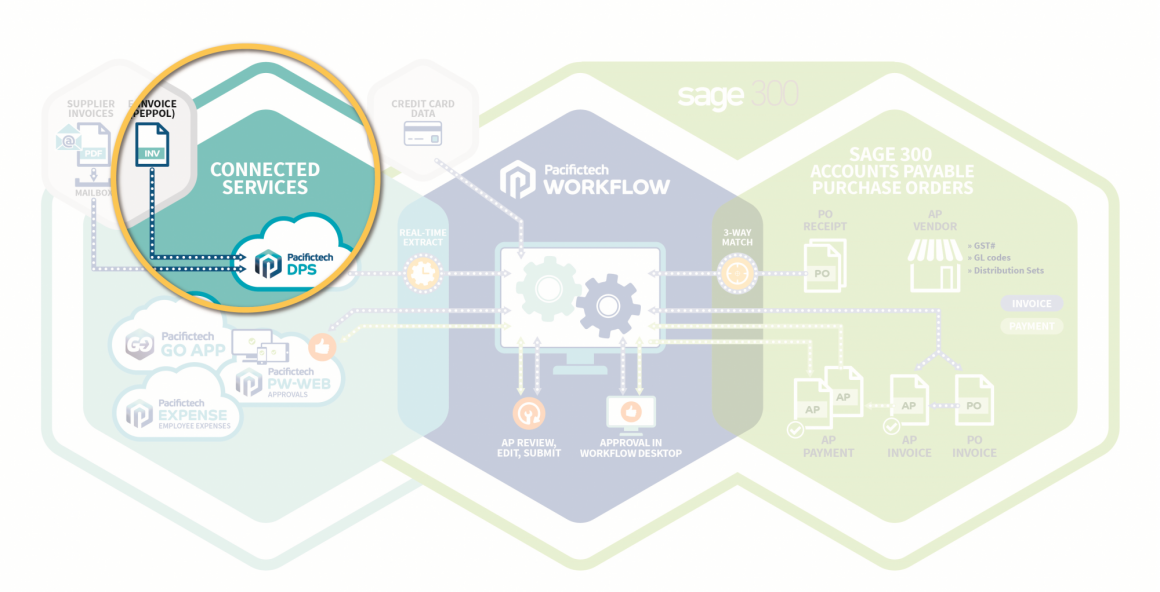 SUPPLIER
INVOICES
@
PDF
MAILBOX
INVOICE
(PEPPOL)
INV
CONNECTED
SERVICES
Pacifictech
DPS
CREDIT CARD
DATA
REAL-TIME
EXTRACT
Pacifictech
GO APP
GO
Pacifictech
PW-WEB
APPROVALS
Pacifictech
EXPENSE
EMPLOYEE EXPENSES
Pacifictech
WORKFLOW
AP REVIEW,
EDIT, SUBMIT
APPROVAL IN
WORKFLOW DESKTOP
3-WAY
MATCH
sage 300
SAGE 300
ACCOUNTS PAYABLE
PURCHASE ORDERS
PO
RECEIPT
PO
AP
VENDOR
» GST#
» GL codes
» Distribution Sets
INVOICE
PAYMENT
AP
AP
AP
PAYMENT
AP
AP
INVOICE
PO
PO
INVOICE